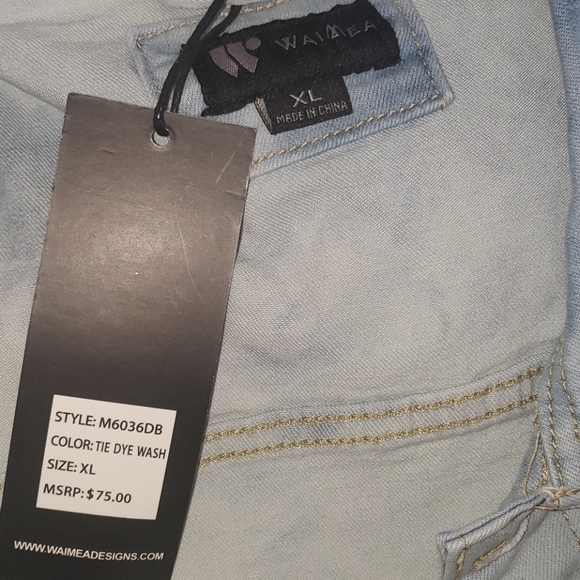 WAIMEA
XL
MADE IN CHINA
STYLE: M6036DB
COLOR: TIE DYE WASH
SIZE: XL
MSRP: $75.00
WWW.WAIMEADESIGNS.COM